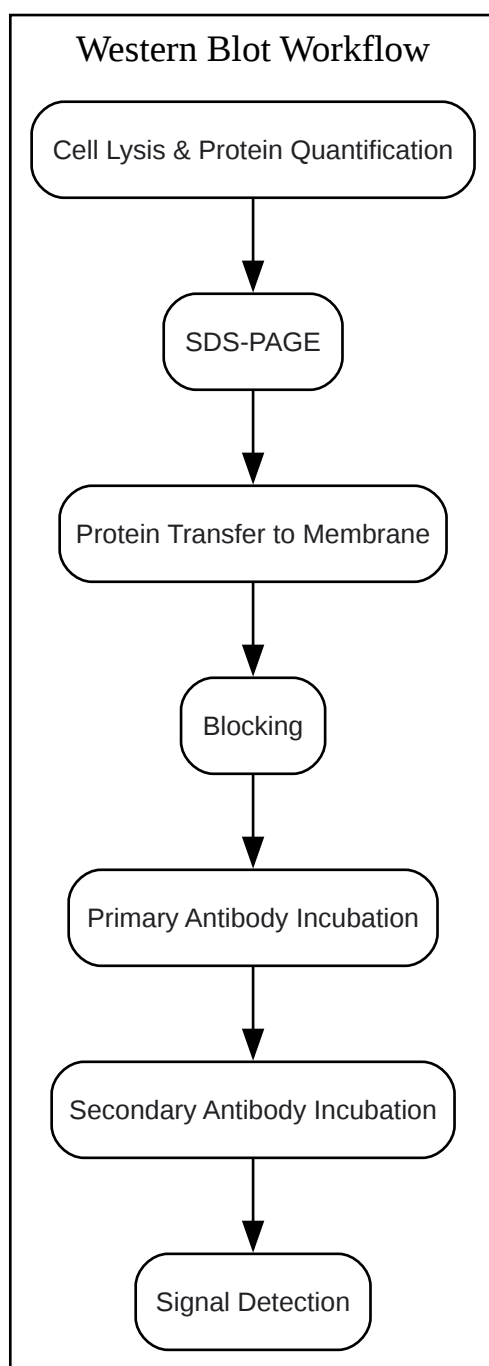 Western Blot Workflow
Cell Lysis & Protein Quantification
SDS-PAGE
Protein Transfer to Membrane
Blocking
Primary Antibody Incubation
Secondary Antibody Incubation
Signal Detection